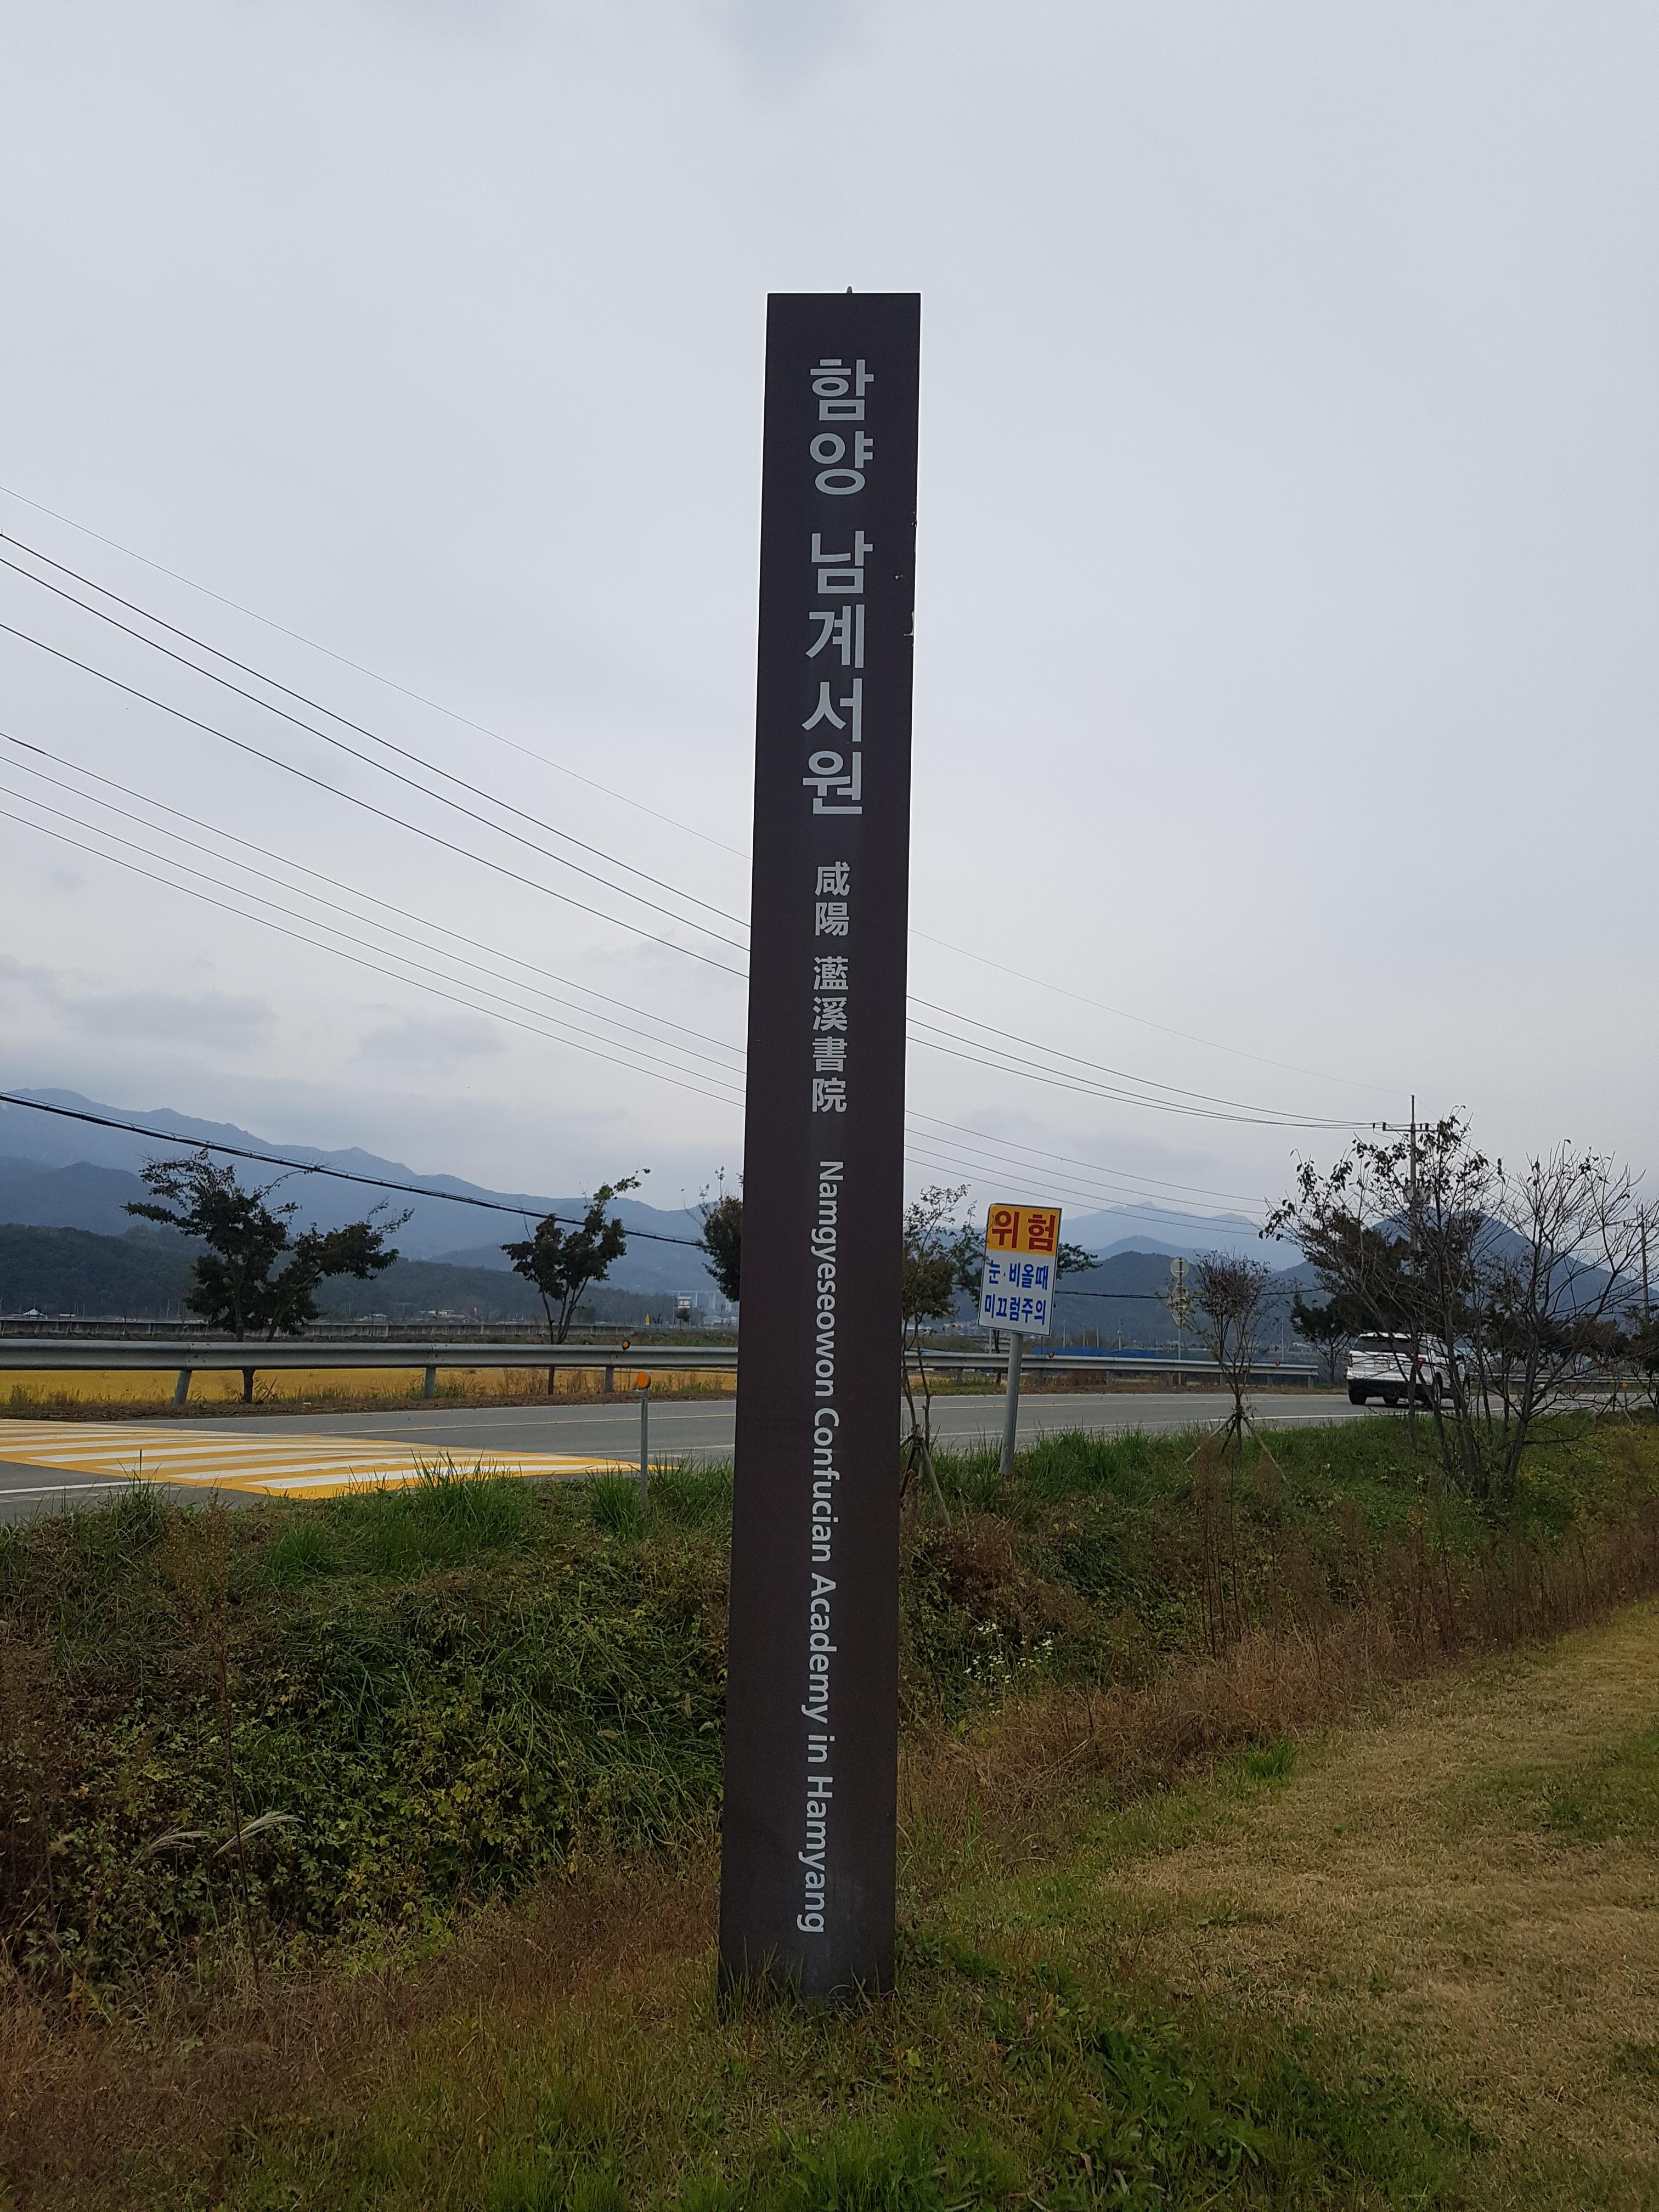 함양 남계서원 咸陽 灆溪書院 Namgyeseowon Confucian Academy in Hamyang
위험
눈·비올때
미끄럼주의